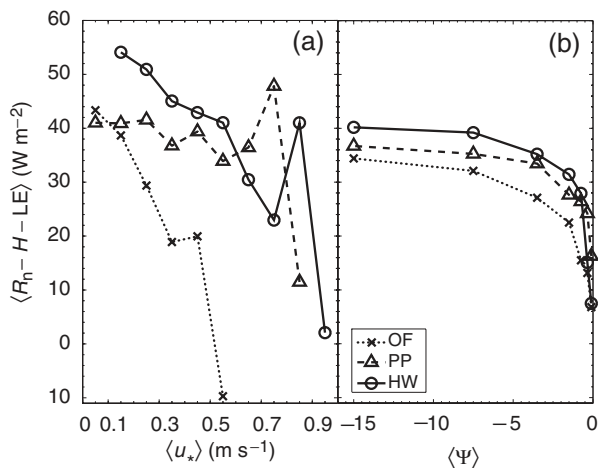 (a)
(b)
60
50
40
30
20
10
0
10
⟨Rn− H − LE⟩ (W m−2)
0.1 0.3 0.5 0.7 0.9
⟨u*⟩ (m s−1)
OF
PP
HW
−15 −10 −5 0
⟨Ψ⟩